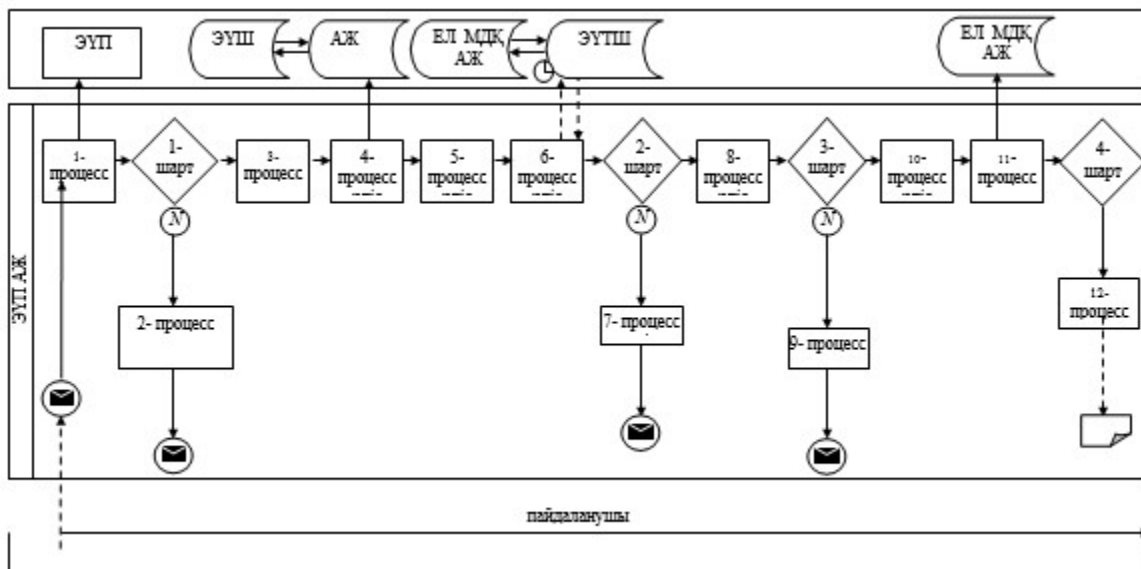 ЭҮП
ЭҮШ
АЖ
ЕЛ МДҚ
АЖ
ЭҮТШ
ЕЛ МДҚ
АЖ
ЭҮП АЖ
1-
процесс
1-
шарт
3-
процесс
4-
процесс
5-
процесс
6-
процесс
2-
шарт
8-
процесс
3-
шарт
10-
процесс
11-
процесс
4-
шарт
N
N
N
2- процесс
7- процесс
9- процесс
12-
процесс
пайдаланушы